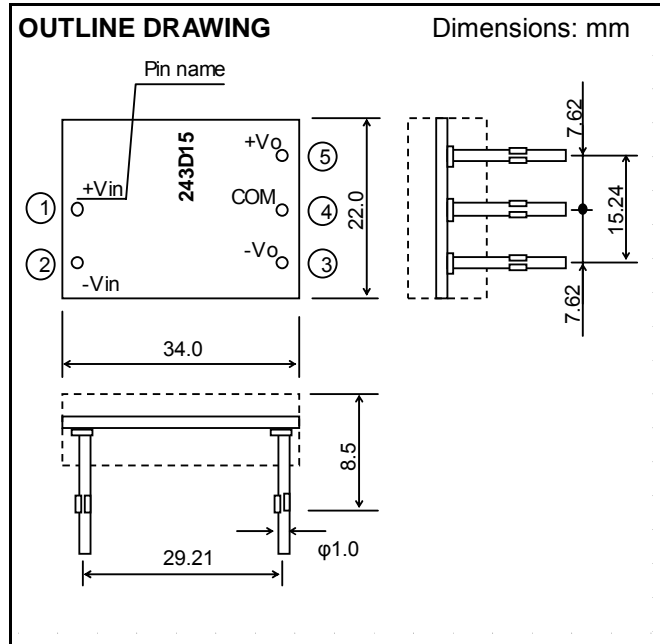 OUTLINE DRAWING
Dimensions: mm
Pin name
243D15
+Vo
5
1
+Vin
COM
4
2
-Vin
-Vo
3
22.0
7.62
15.24
7.62
34.0
8.5
φ1.0
29.21